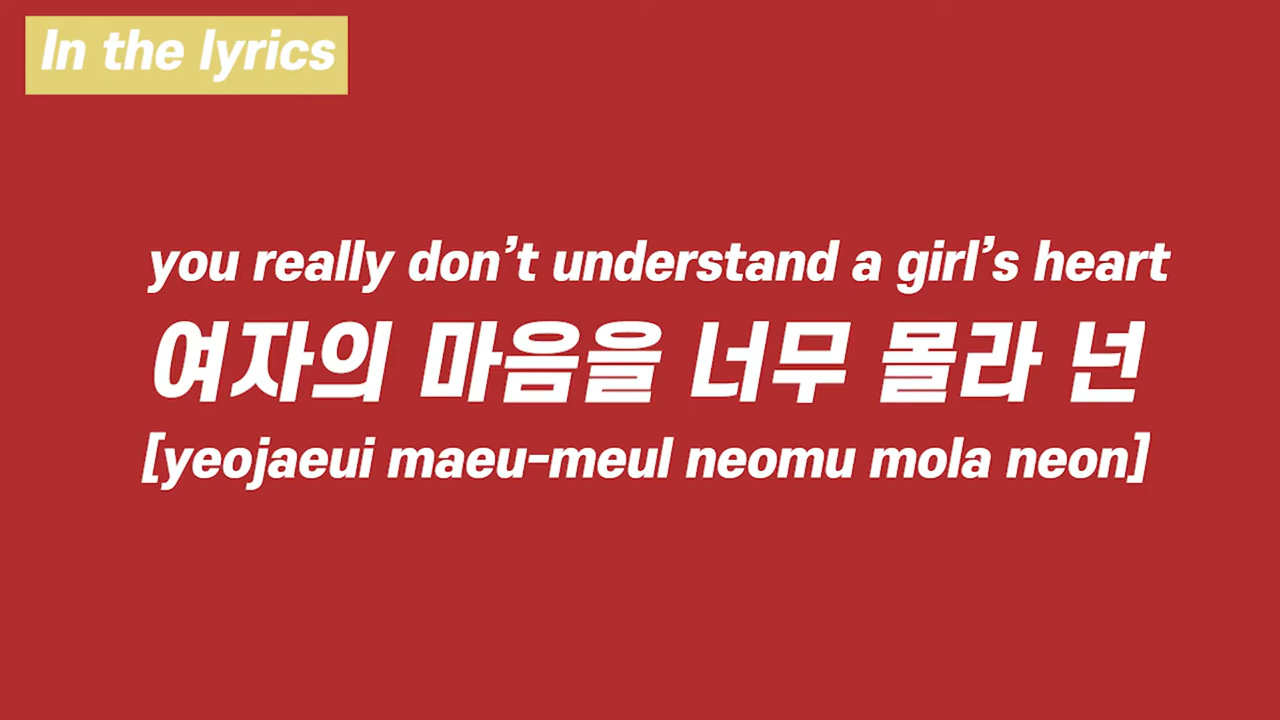 In the lyrics
you really don’t understand a girl’s heart
여자의 마음을 너무 몰라 넌
[yeojaeui maeu-meul neomu mola neon]